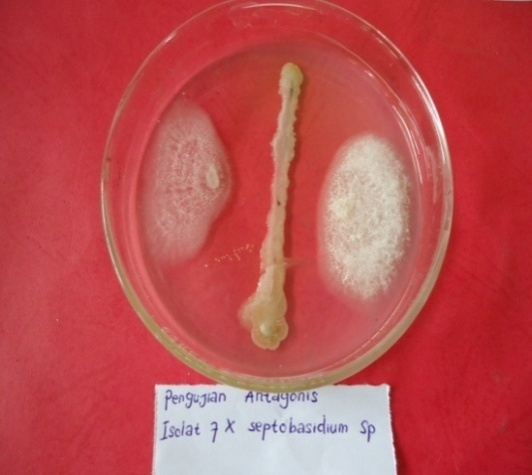 Pengujian Antagonis
Isolat 7 X septobasidium Sp